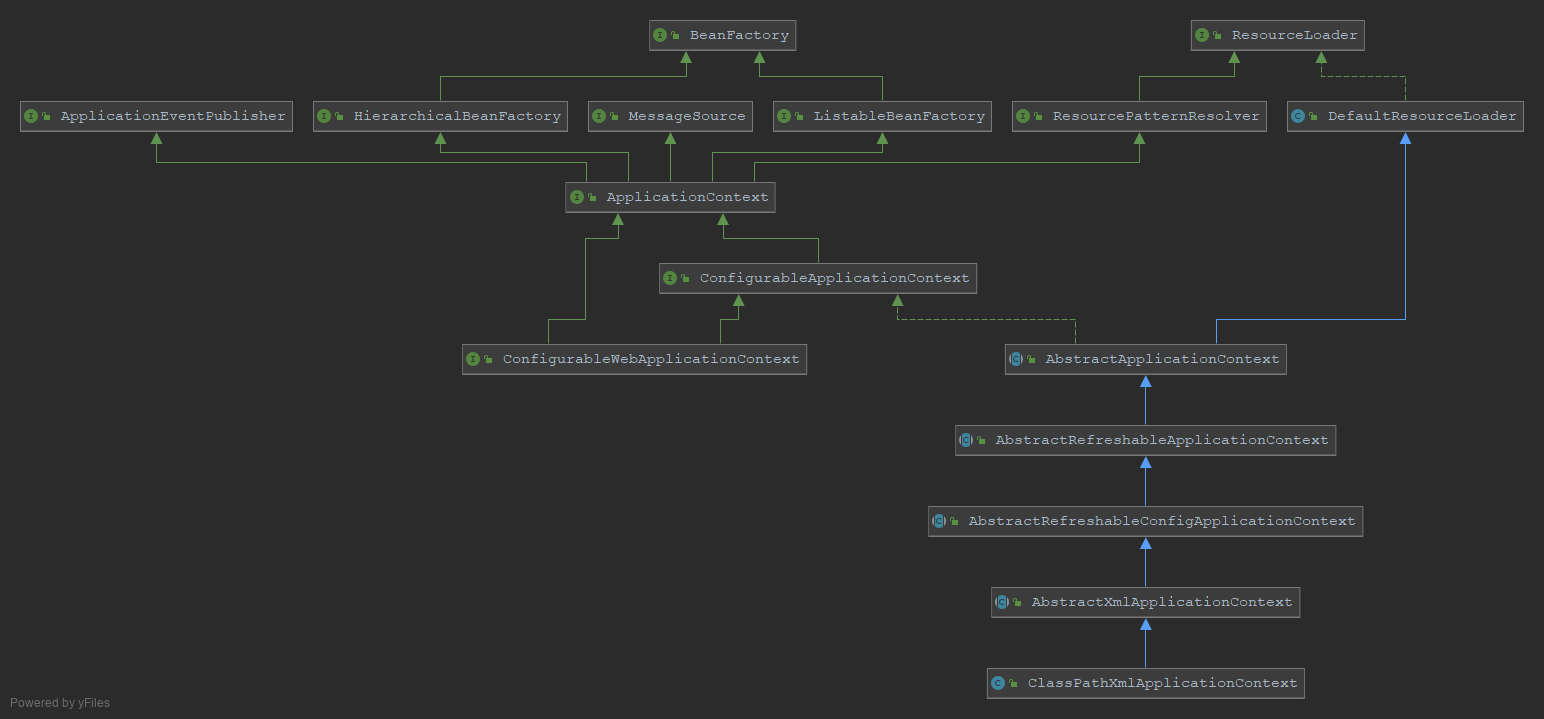 BeanFactory
ResourceLoader
ApplicationEventPublisher
HierarchicalBeanFactory
MessageSource
ListableBeanFactory
ResourcePatternResolver
DefaultResourceLoader
ApplicationContext
ConfigurableApplicationContext
ConfigurableWebApplicationContext
AbstractApplicationContext
AbstractRefreshableApplicationContext
AbstractRefreshableConfigApplicationContext
AbstractXmlApplicationContext
ClassPathXmlApplicationContext
Powered by yFiles